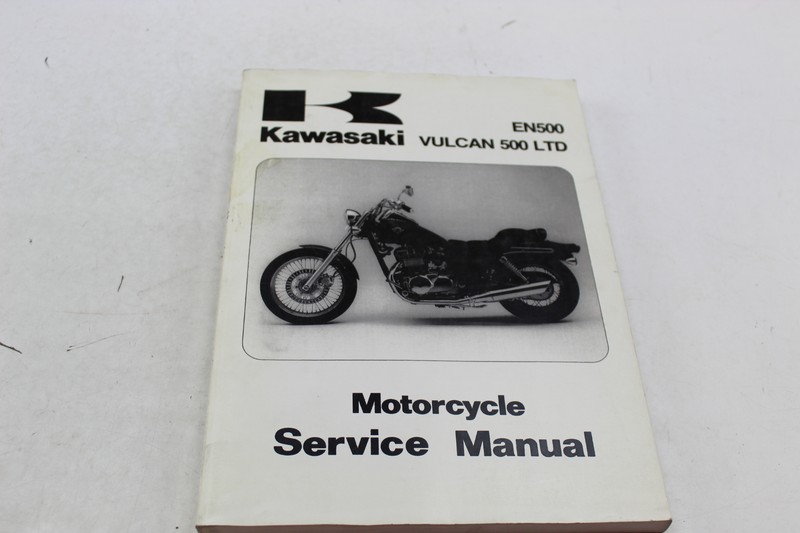 Kawasaki
EN500
VULCAN 500 LTD
Motorcycle
Service Manual